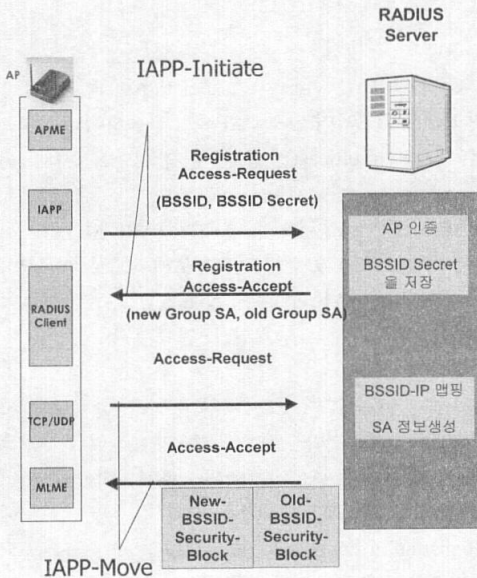 RADIUS
Server
AP
IAPP-Initiate
APME
IAPP
RADIUS
Client
TCP/UDP
MLME
Registration
Access-Request
(BSSID, BSSID Secret)
Registration
Access-Accept
(new Group SA, old Group SA)
Access-Request
Access-Accept
New-
BSSID-
Security-
Block
Old-
BSSID-
Security-
Block
IAPP-Move
AP 인증
BSSID Secret
을 저장
BSSID-IP 맵핑
SA 정보생성